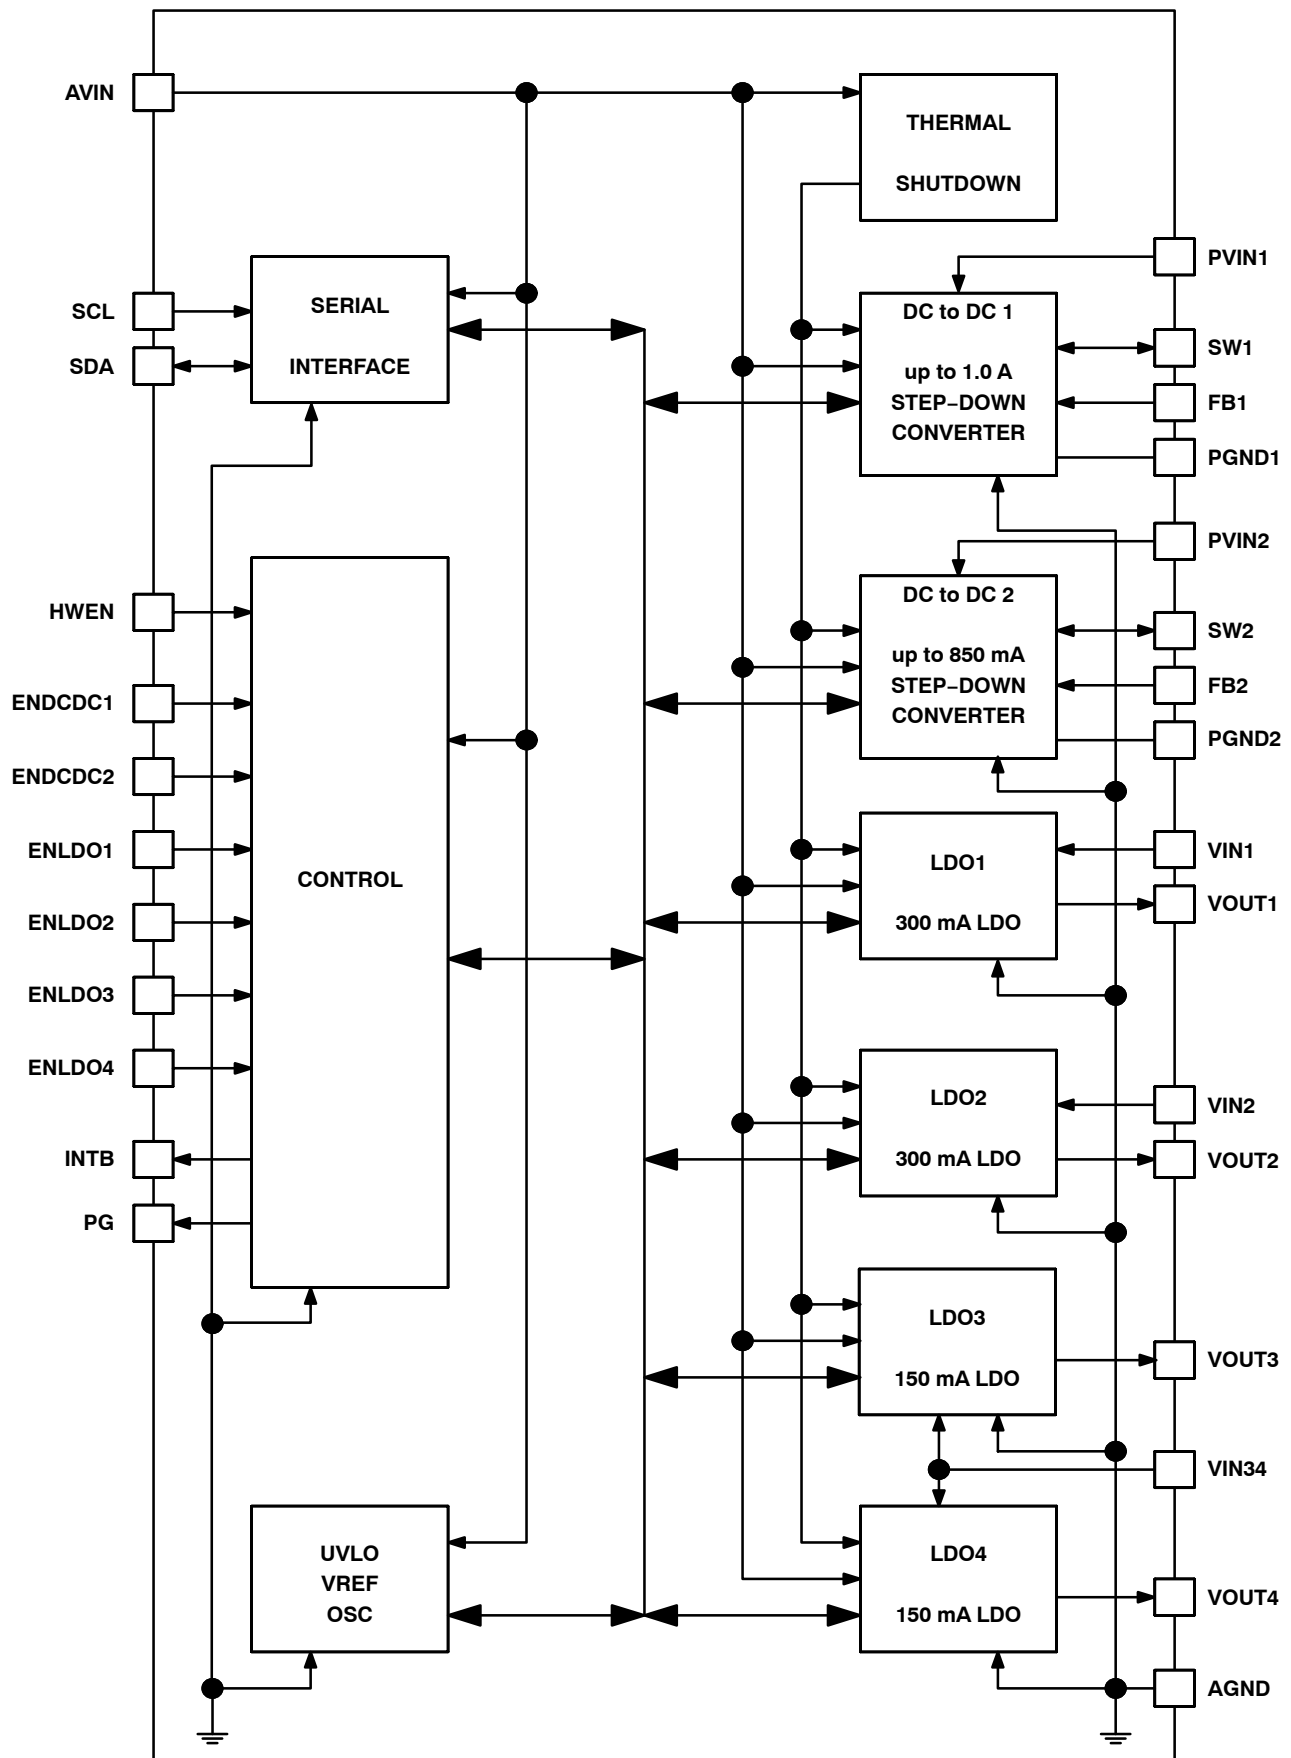 AVIN
THERMAL
SHUTDOWN
PVIN1
SCL
SERIAL
DC to DC 1
SW1
SDA
INTERFACE
up to 1.0 A
STEP−DOWN
CONVERTER
FB1
PGND1
PVIN2
HWEN
DC to DC 2
SW2
up to 850 mA
STEP−DOWN
CONVERTER
FB2
PGND2
ENDCDC1
ENDCDC2
ENLDO1
CONTROL
LDO1
300 mA LDO
VIN1
VOUT1
ENLDO2
ENLDO3
ENLDO4
LDO2
300 mA LDO
VIN2
VOUT2
INTB
PG
LDO3
150 mA LDO
VOUT3
VIN34
UVLO
VREF
OSC
LDO4
150 mA LDO
VOUT4
AGND